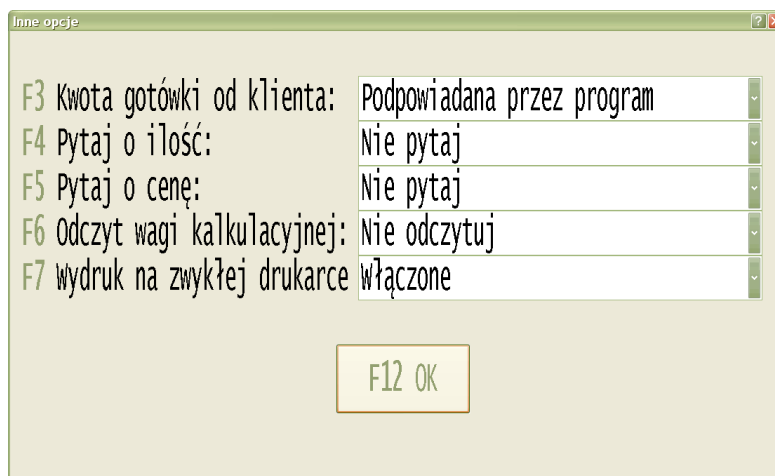 Inne opcje
F3 Kwota gotówki od klienta: Podpowiadana przez program
F4 Pytaj o ilość: Nie pytaj
F5 Pytaj o cenę: Nie pytaj
F6 Odczyt wagi kalkulacyjnej: Nie odczytuj
F7 Wydruk na zwykłej drukarce Włączone
F12 OK